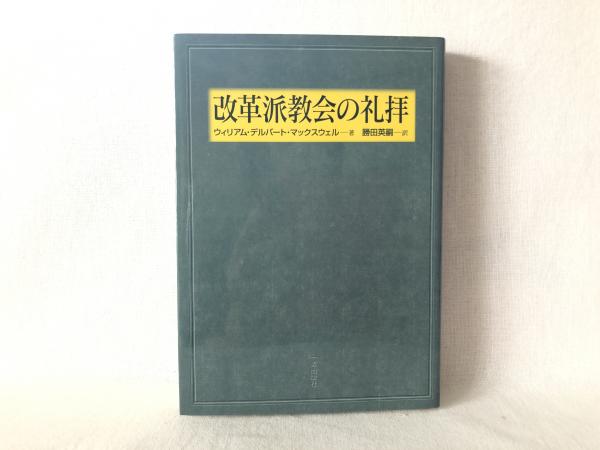 改革派教会の礼拝
ウィリアム・デルバート・マックスウェル―著 勝田英嗣―訳